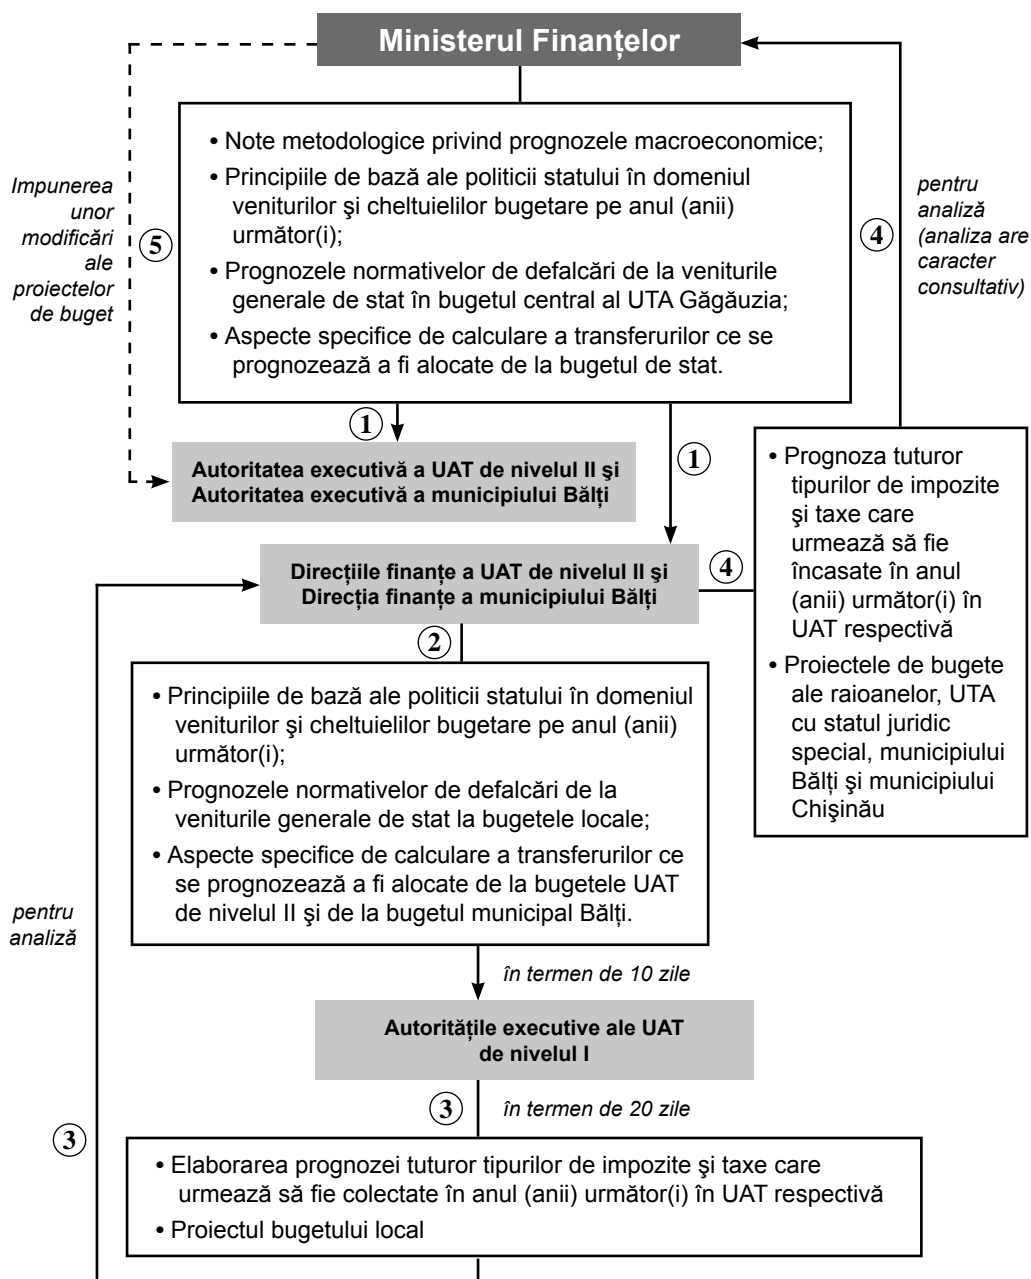 Ministerul Finanțelor
• Note metodologice privind prognozele macroeconomice;
• Principiile de bază ale politicii statului în domeniul
veniturilor şi cheltuielilor bugetare pe anul (anii)
următor(i);
• Prognozele normativelor de defalcări de la veniturile
generale de stat în bugetul central al UTA Găgăuzia;
• Aspecte specifice de calculare a transferurilor ce se
prognozează a fi alocate de la bugetul de stat.
Impunerea
unor
modificări
ale
proiectelor
de buget
5
4
pentru
analiză
(analiza are
caracter
consultativ)
1
1
Autoritatea executivă a UAT de nivelul II şi
Autoritatea executivă a municipiului Bălți
Direcțiile finanțe a UAT de nivelul II şi
Direcția finanțe a municipiului Bălți
4
• Prognoza tuturor
tipurilor de impozite
şi taxe care
urmează să fie
încasate în anul
(anii) următor(i) în
UAT respectivă
• Proiectele de bugete
ale raioanelor, UTA
cu statul juridic
special, municipiului
Bălți şi municipiului
Chişinău
2
• Principiile de bază ale politicii statului în domeniul
veniturilor şi cheltuielilor bugetare pe anul (anii)
următor(i);
• Prognozele normativelor de defalcări de la
veniturile generale de stat la bugetele locale;
• Aspecte specifice de calculare a transferurilor ce
se prognozează a fi alocate de la bugetele UAT
de nivelul II şi de la bugetul municipal Bălți.
pentru
analiză
în termen de 10 zile
Autoritățile executive ale UAT
de nivelul I
3
în termen de 20 zile
3
• Elaborarea prognozei tuturor tipurilor de impozite şi taxe care
urmează să fie colectate în anul (anii) următor(i) în UAT respectivă
• Proiectul bugetului local